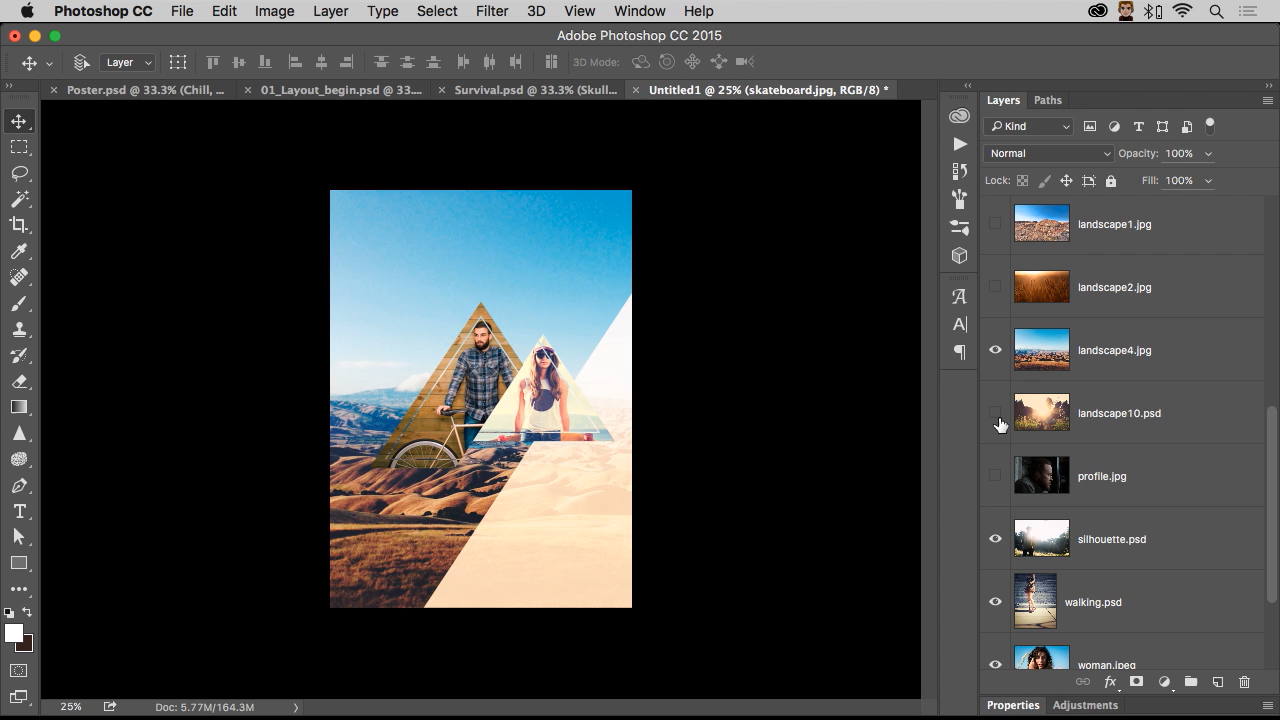 Photoshop CC File Edit Image Layer Type Select Filter 3D View Window Help
Adobe Photoshop CC 2015
Layer 3D Mode:
Poster.psd @ 33.3% (Chill, ... 01_Layout_begin.psd @ 33.... Survival.psd @ 33.3% (Skull... Untitled1 @ 25% (skateboard.jpg, RGB/8) *
Layers Paths
Kind
Normal Opacity: 100%
Lock: Fill: 100%
landscape1.jpg
landscape2.jpg
landscape4.jpg
landscape10.psd
profile.jpg
silhouette.psd
walking.psd
woman.jpeg
fx
25% Doc: 5.77M/164.3M
Properties Adjustments